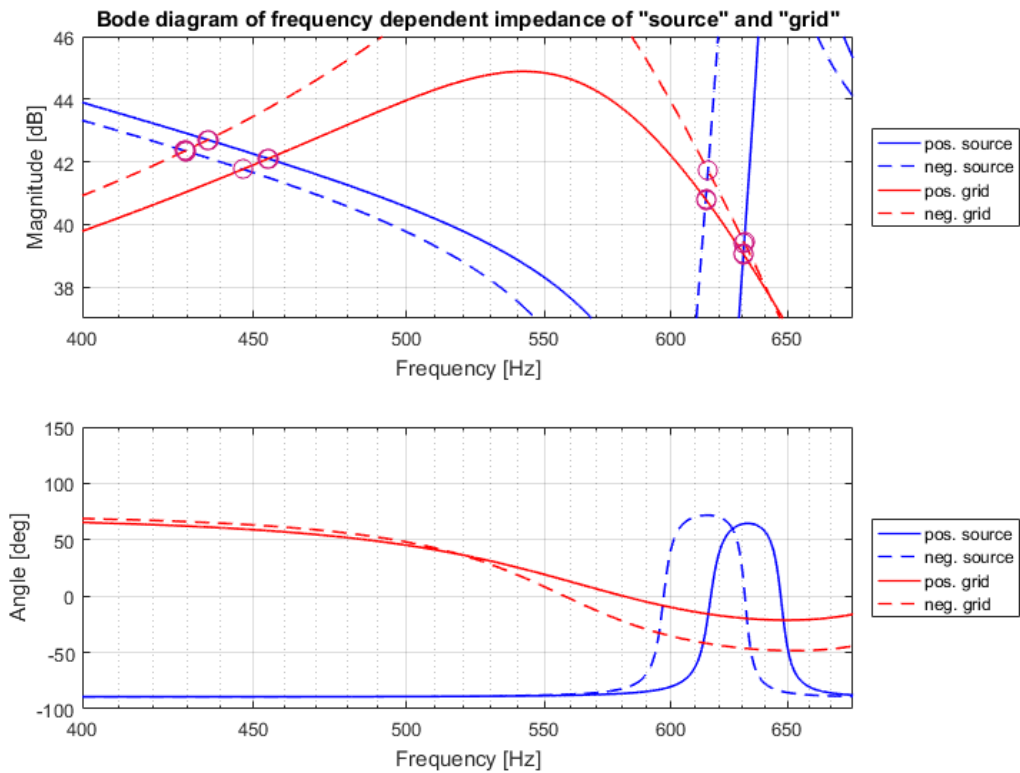 Bode diagram of frequency dependent impedance of "source" and "grid"
46
44
42
40
38
Magnitude [dB]
400
450
500
550
600
650
Frequency [Hz]
pos. source
neg. source
pos. grid
neg. grid
150
100
50
0
-50
-100
Angle [deg]
400
450
500
550
600
650
Frequency [Hz]
pos. source
neg. source
pos. grid
neg. grid